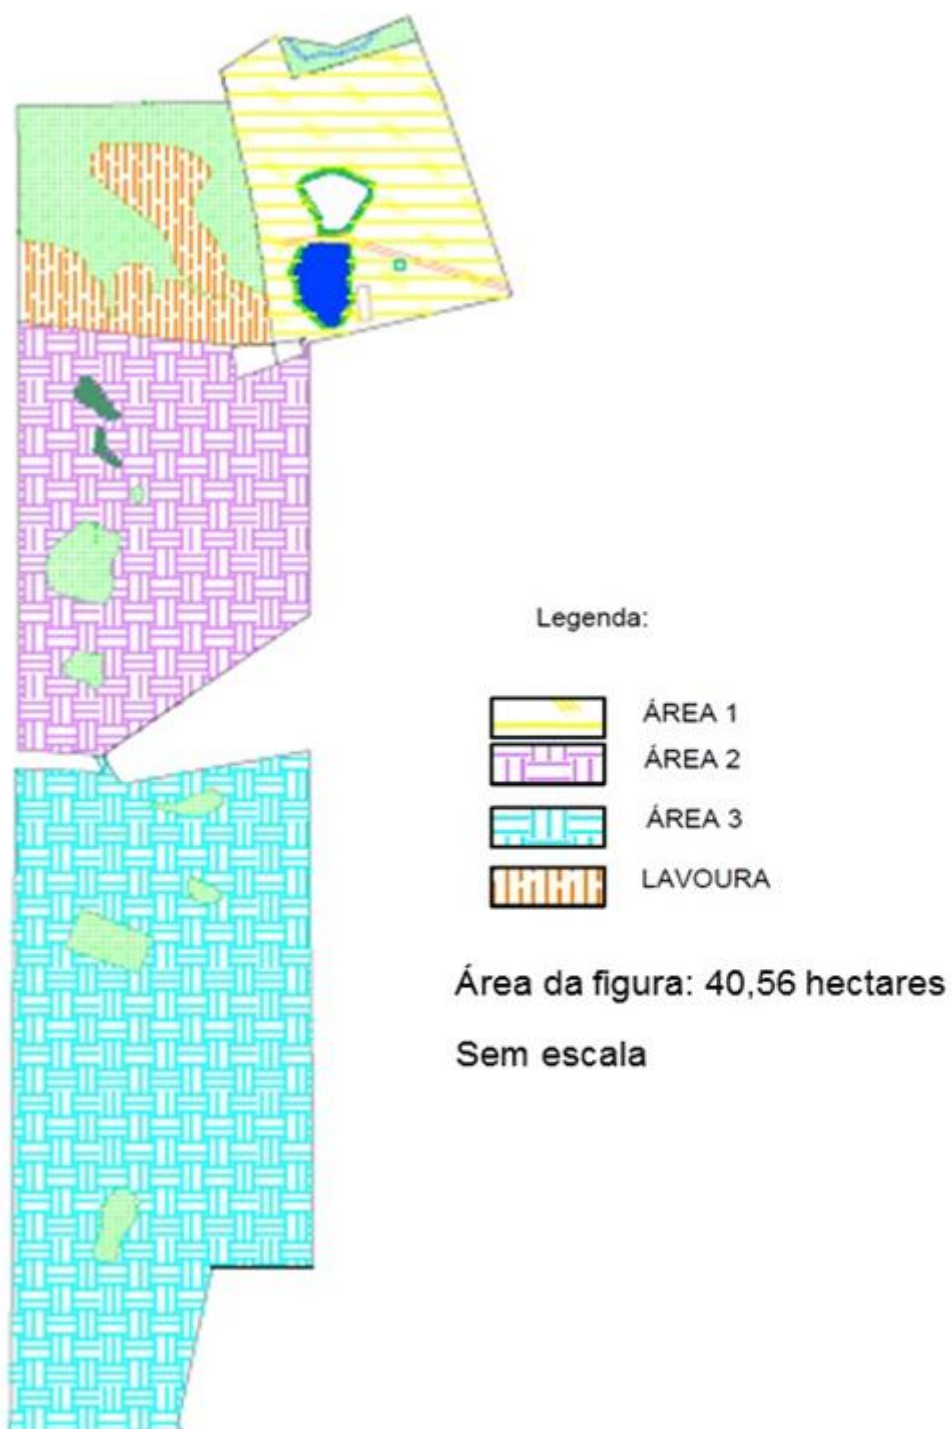 Legenda:
ÁREA 1
ÁREA 2
ÁREA 3
LAVOURA
Área da figura: 40,56 hectares
Sem escala